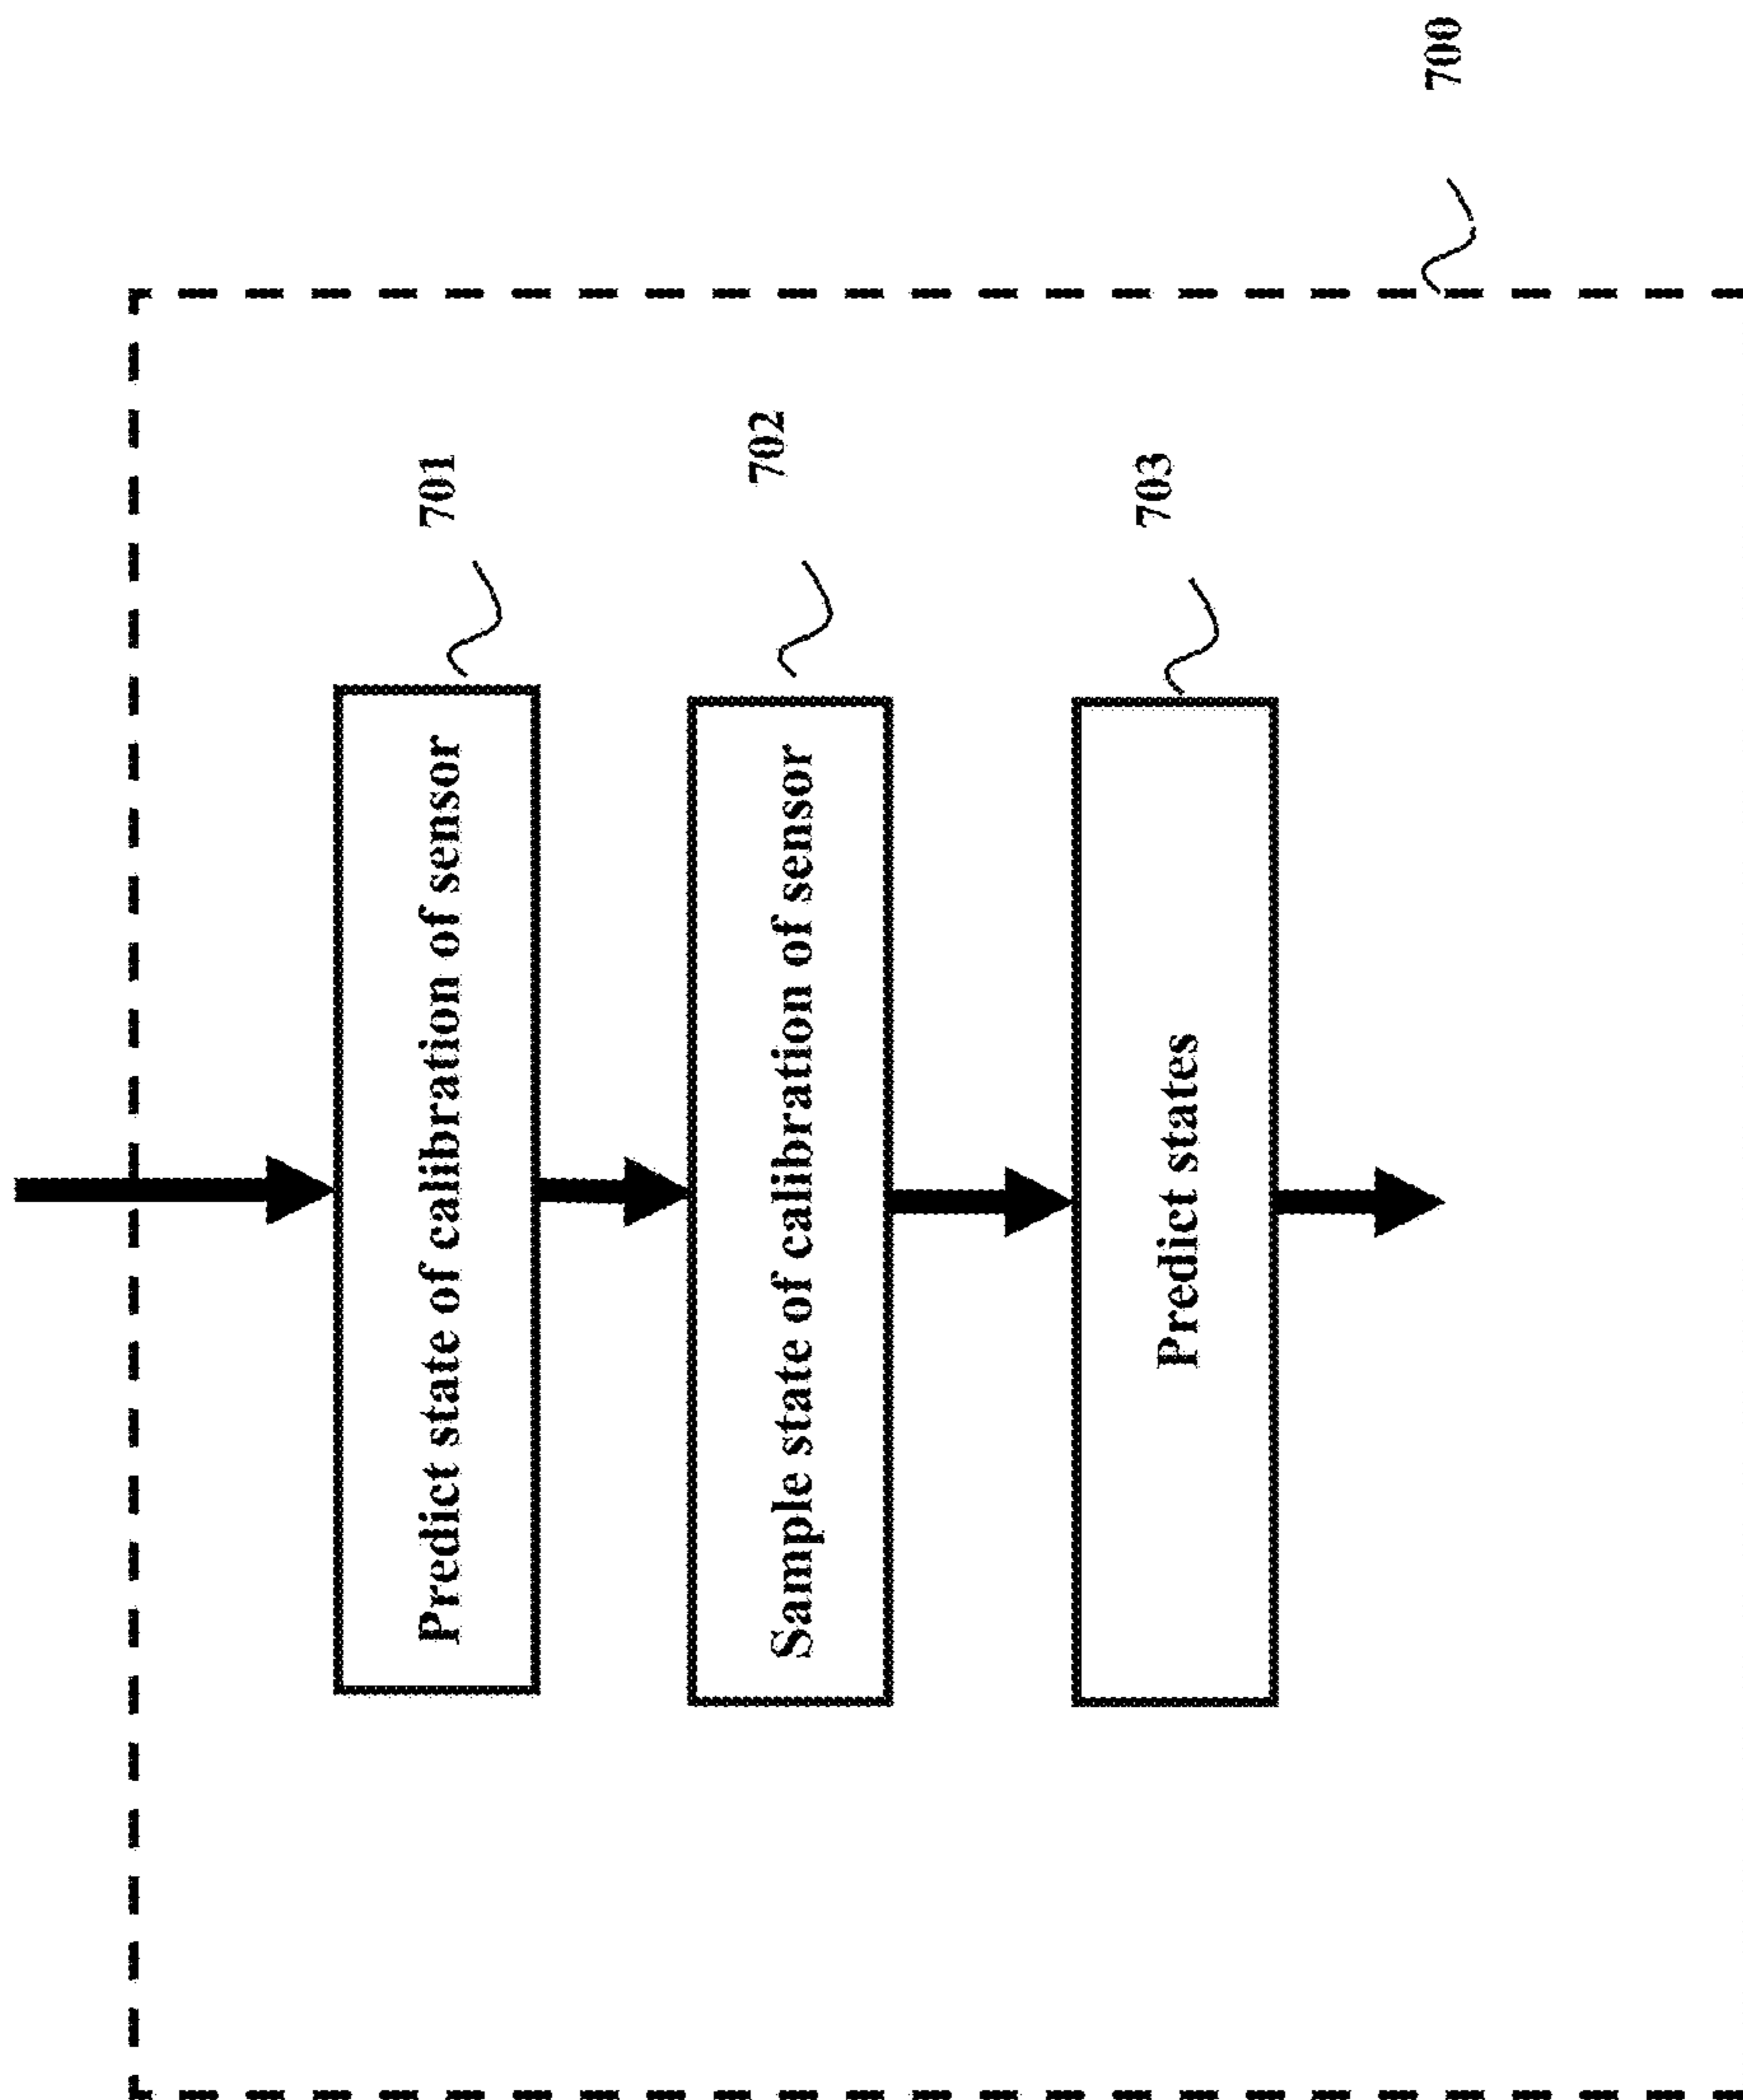 701
Predict state of calibration of sensor
702
Sample state of calibration of sensor
703
Predict states
700